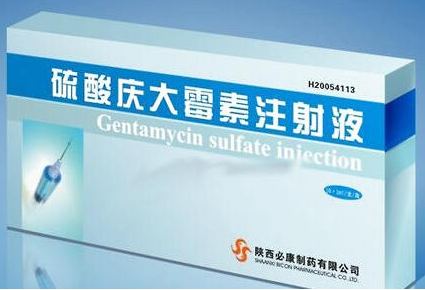 H20054113
硫酸庆大霉素注射液
Gentamycin sulfate injection
陕西必康制药有限公司
SHAANXI BICON PHARMACEUTICAL CO.,LTD